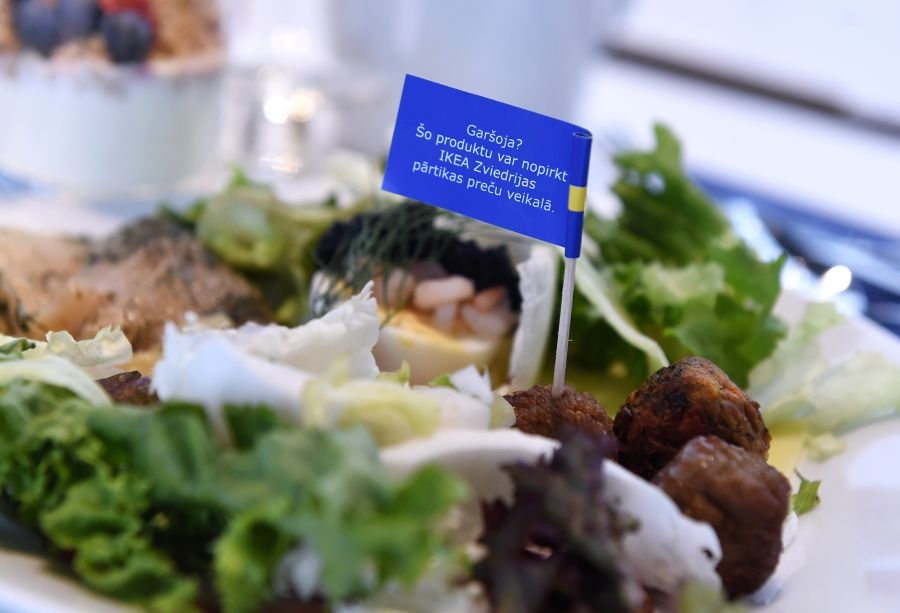 Garšoja?
Šo produktu var nopirkt
IKEA Zviedrijas
pārtikas preču veikalā.